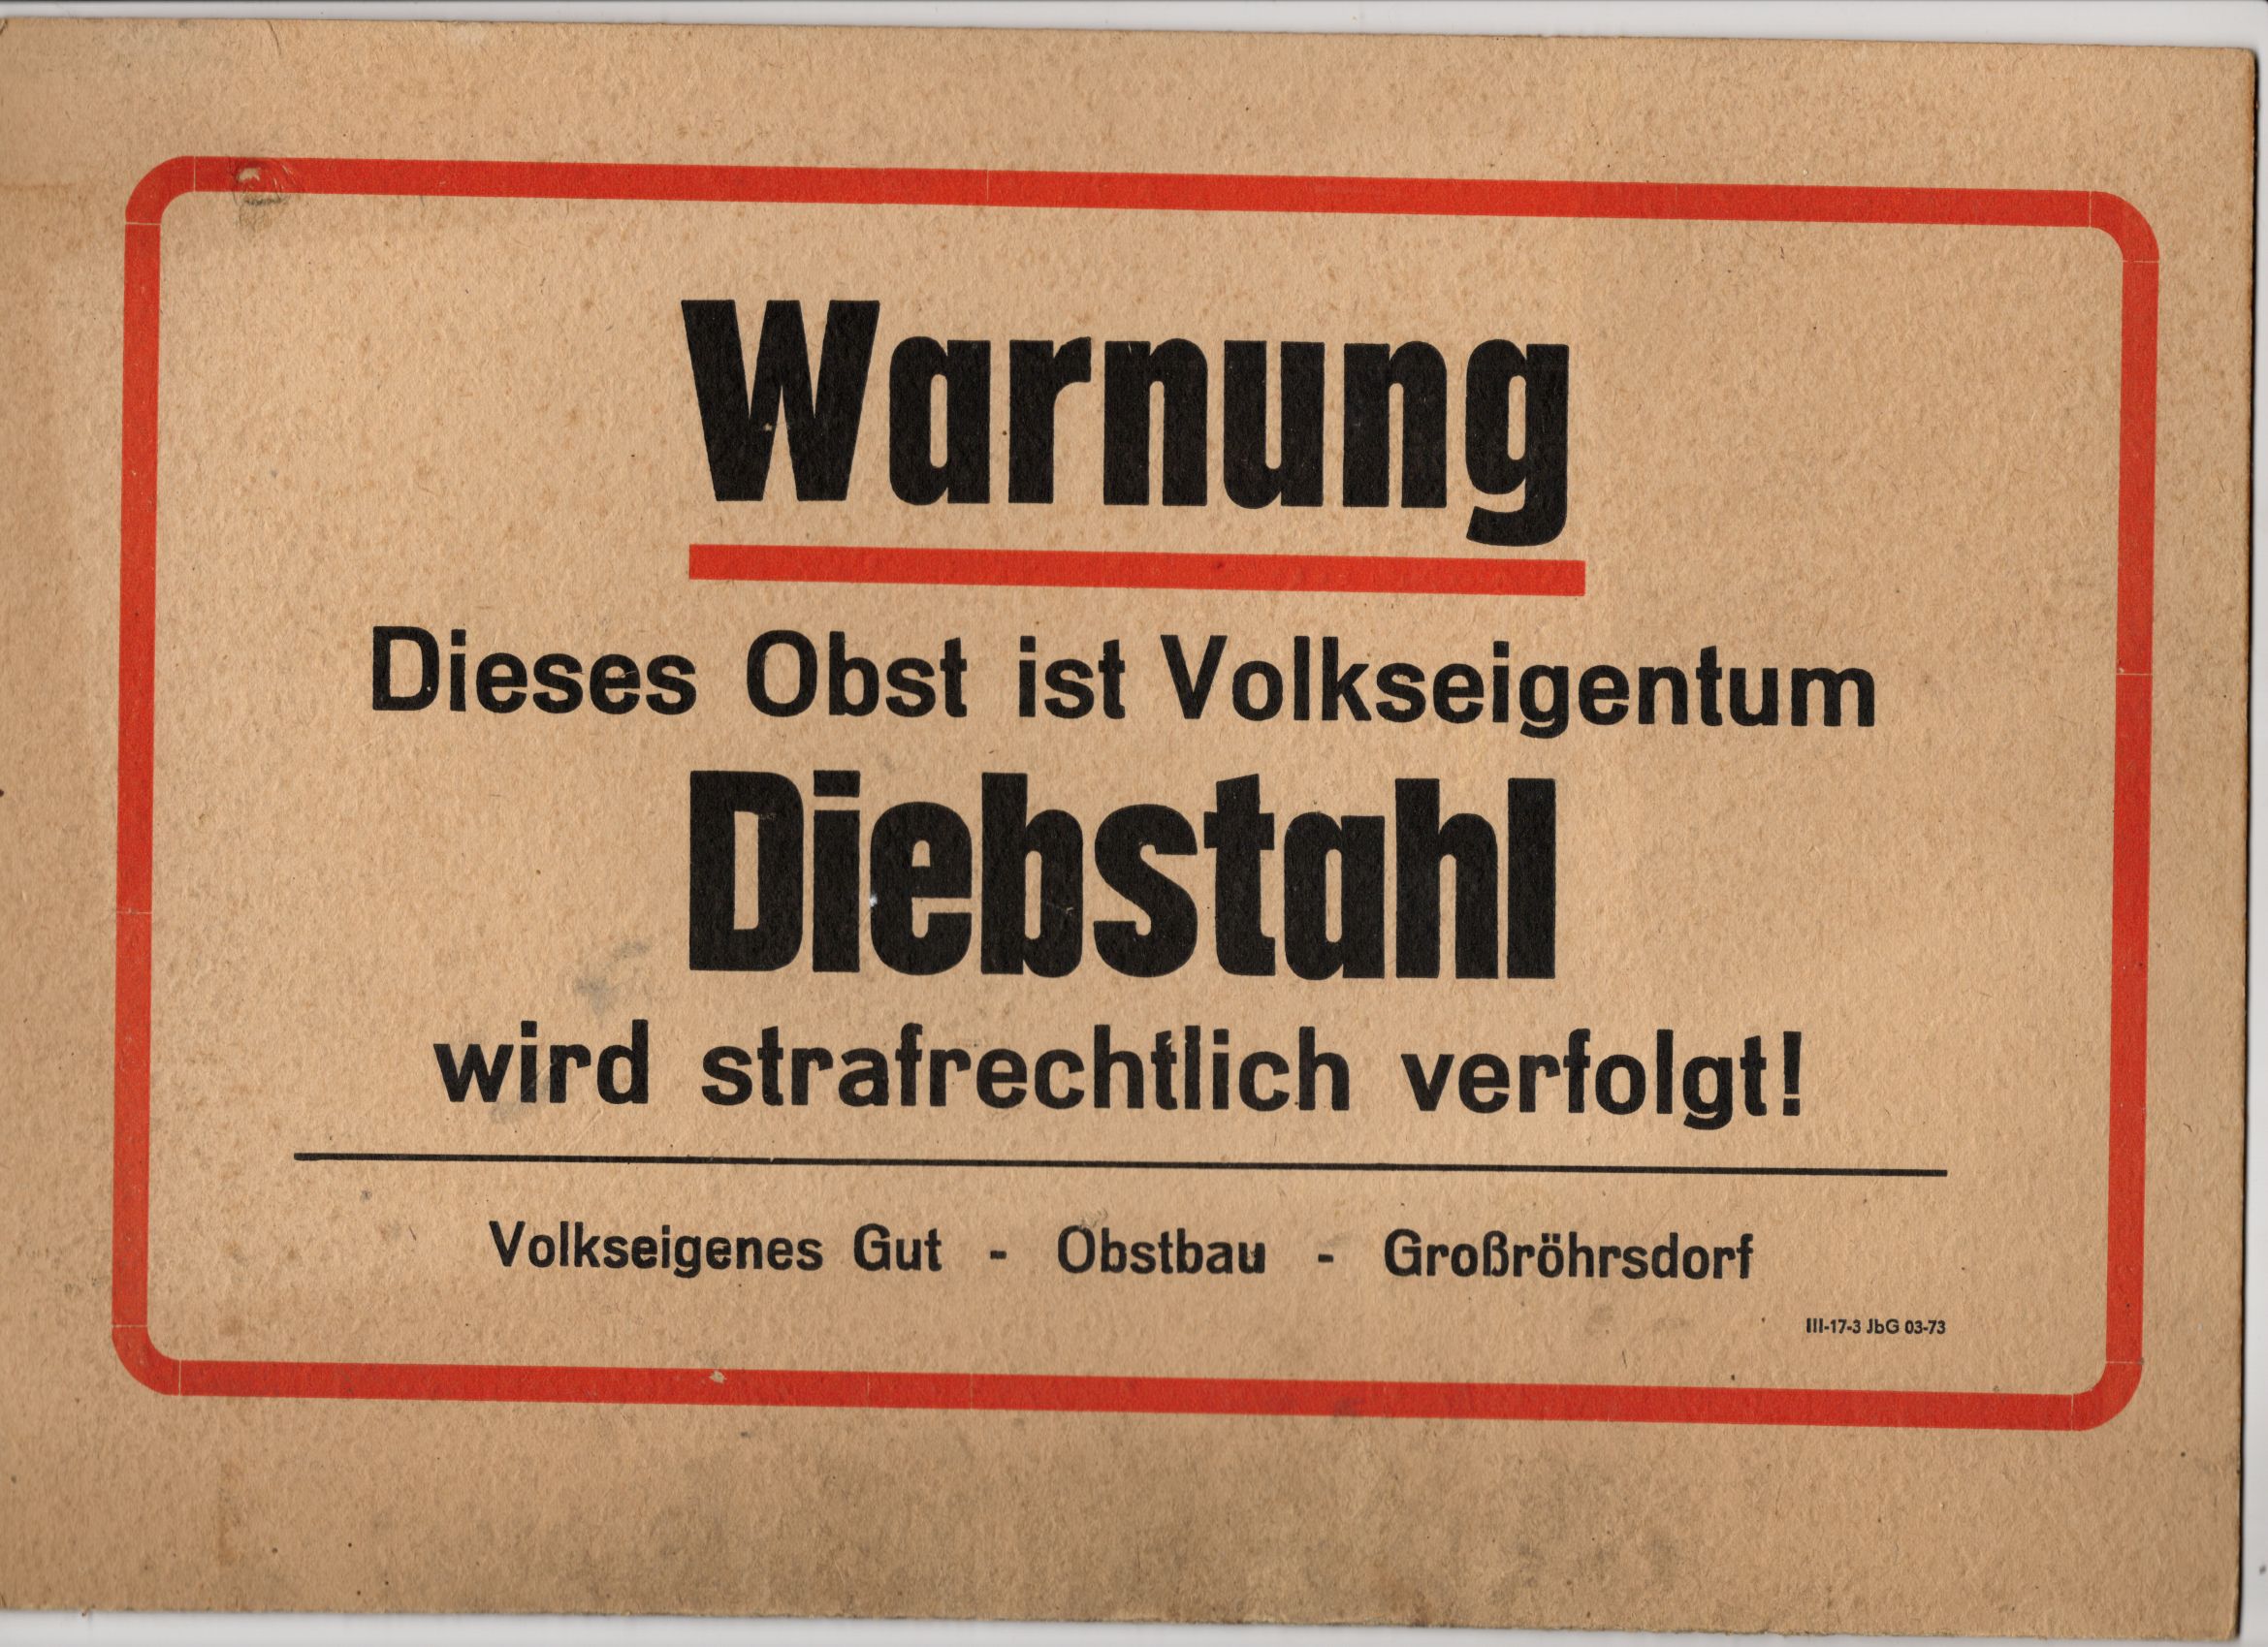 Warnung
Dieses Obst ist Volkseigentum
Diebstahl
wird strafrechtlich verfolgt!
Volkseigenes Gut - Obstbau - Großröhrsdorf
III-17-3 JbG 03-73